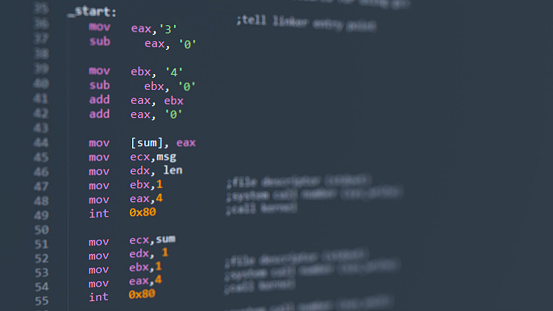 35 _start:
36 mov eax,'3' ;tell linker entry point
37 sub eax, '0'
38
39 mov ebx, '4'
40 sub ebx, '0'
41 add eax, ebx
42 add eax, '0'
43
44 mov [sum], eax
45 mov ecx,msg
46 mov edx, len
47 mov ebx,1 ;file descriptor
48 mov eax,4 ;system call number
49 int 0x80 ;call kernel
50
51 mov ecx,sum
52 mov edx, 1
53 mov ebx,1 ;file descriptor
54 mov eax,4 ;system call number
55 int 0x80 ;call kernel